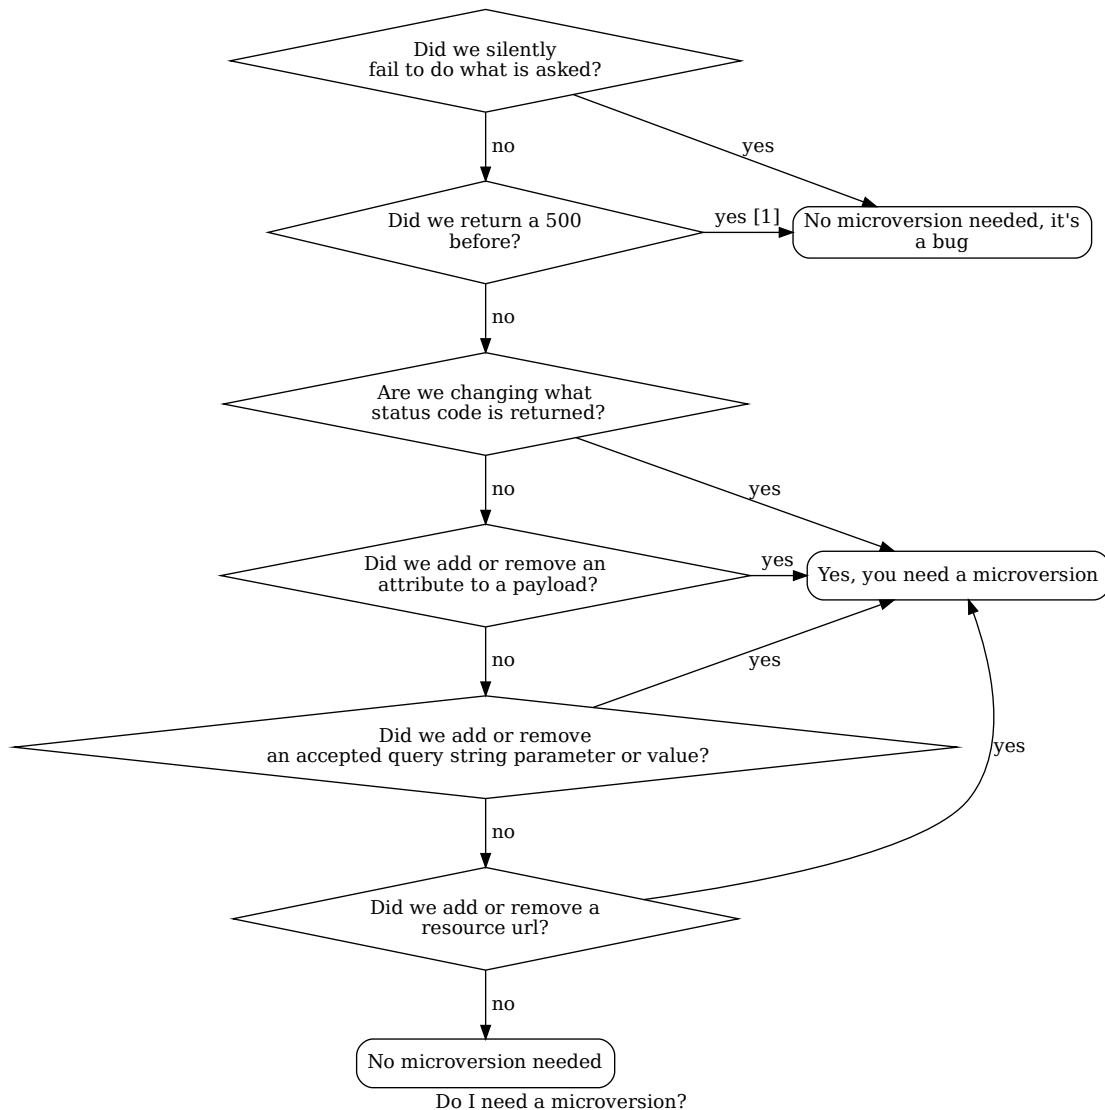 Did we silently
fail to do what is asked?
yes
no
Did we return a 500
before?
yes [1]
No microversion needed, it's
a bug
no
Are we changing what
status code is returned?
yes
no
Did we add or remove an
attribute to a payload?
yes
Yes, you need a microversion
no
yes
Did we add or remove
an accepted query string parameter or value?
yes
no
Did we add or remove a
resource url?
no
No microversion needed
Do I need a microversion?